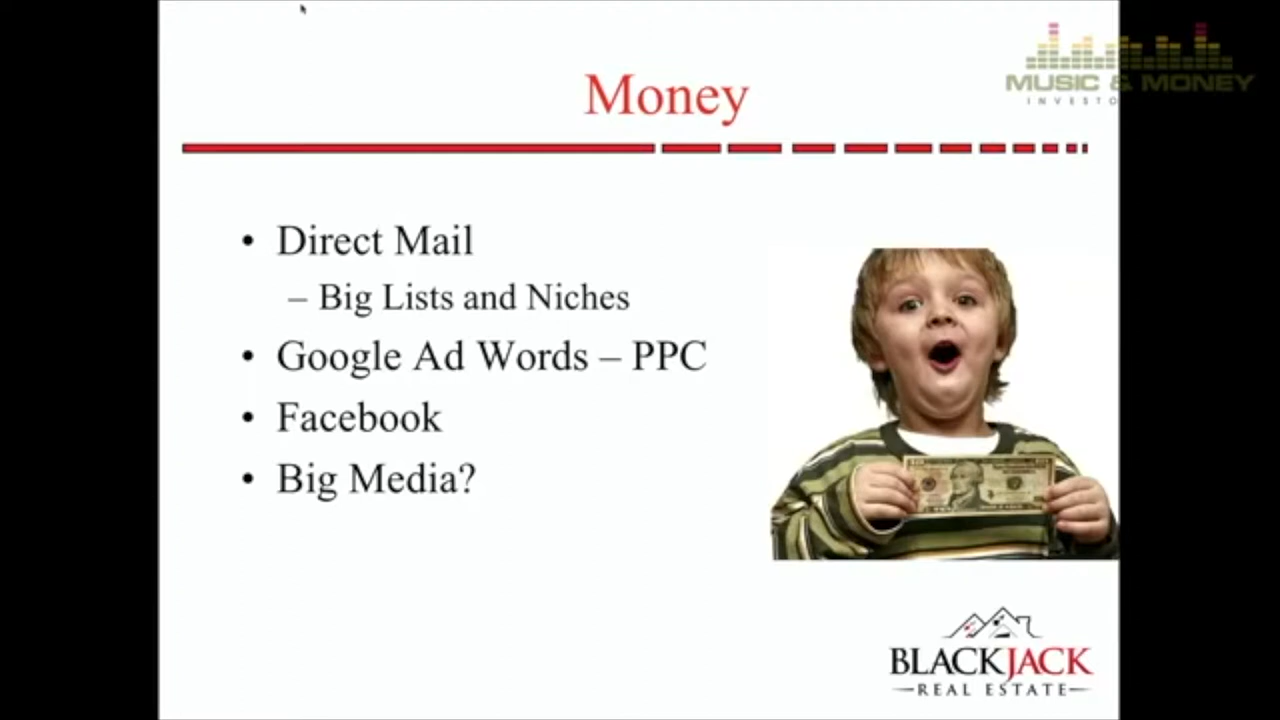 Money
MUSIC & MONEY
INVESTO
• Direct Mail
– Big Lists and Niches
• Google Ad Words – PPC
• Facebook
• Big Media?
BLACKJACK
REAL ESTATE